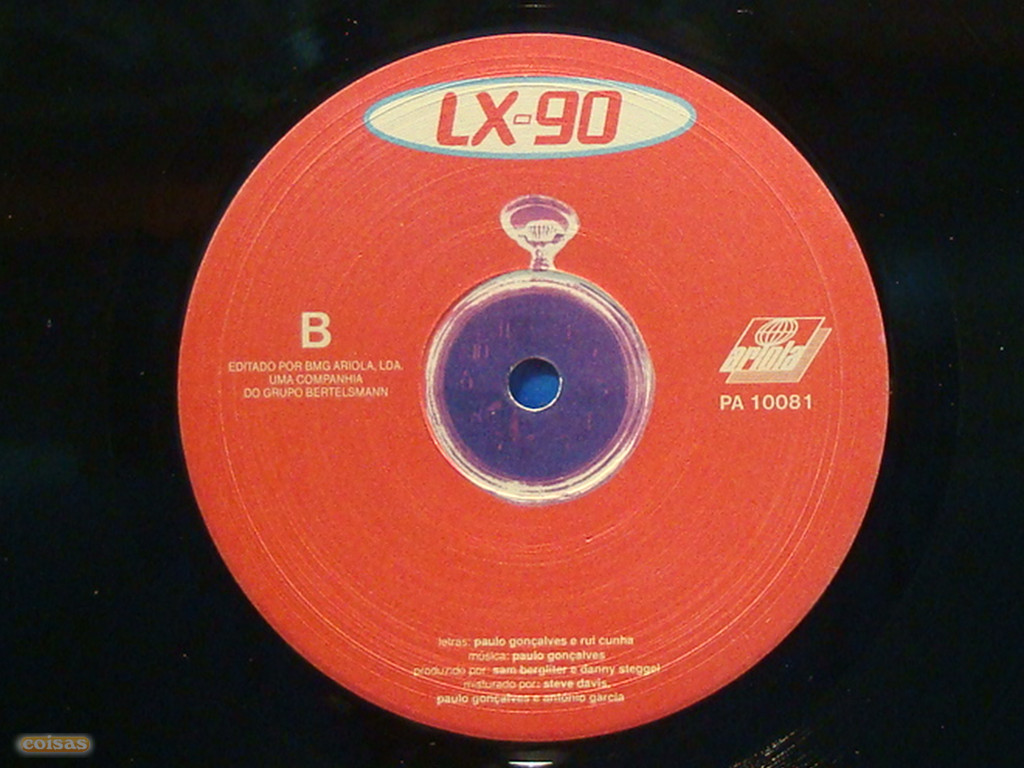 LX-90
B
EDITADO POR BMG ARIOLA, LDA.
UMA COMPANHIA
DO GRUPO BERTELSMANN
ariola
PA 10081
letras: paulo gonçalves e rui cunha
música: paulo gonçalves
produzido por: sam bergliter e danny steggel
misturado por: steve davis,
paulo gonçalves e antónio garcia
coisas